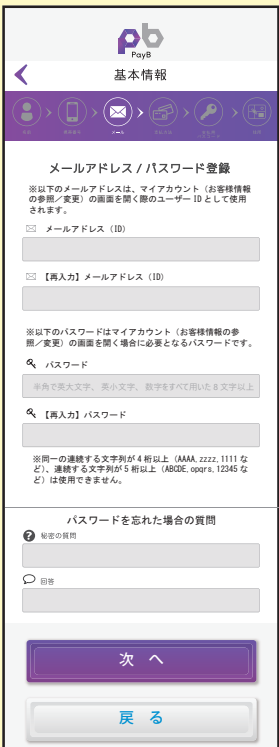 pb
PayB
基本情報
メール
メールアドレス / パスワード登録
※以下のメールアドレスは、マイアカウント（お客様情報
の参照／変更）の画面を開く際のユーザー ID として使用
されます。
メールアドレス（ID）
【再入力】メールアドレス（ID）
※以下のパスワードはマイアカウント（お客様情報の参
照／変更）の画面を開く場合に必要となるパスワードです。
パスワード
半角で英大文字、 英小文字、 数字をすべて用いた 8 文字以上
【再入力】パスワード
※同一の連続する文字列が 4 桁以上（AAAA, zzzz, 1111 な
ど）、連続する文字列が 5 桁以上（ABCDE, opqrs, 12345 な
ど）は使用できません。
パスワードを忘れた場合の質問
秘密の質問
回答
次 へ
戻 る